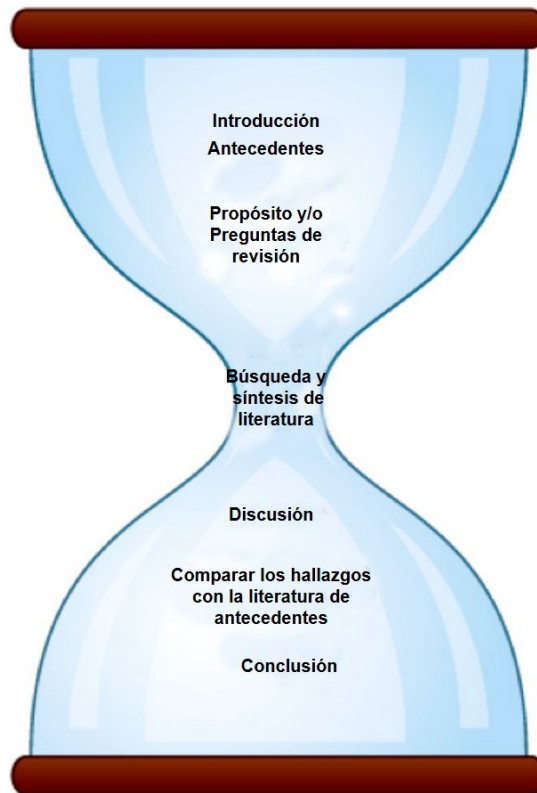 Introducción
Antecedentes
Propósito y/o
Preguntas de
revisión
Búsqueda y
síntesis de
literatura
Discusión
Comparar los hallazgos
con la literatura de
antecedentes
Conclusión